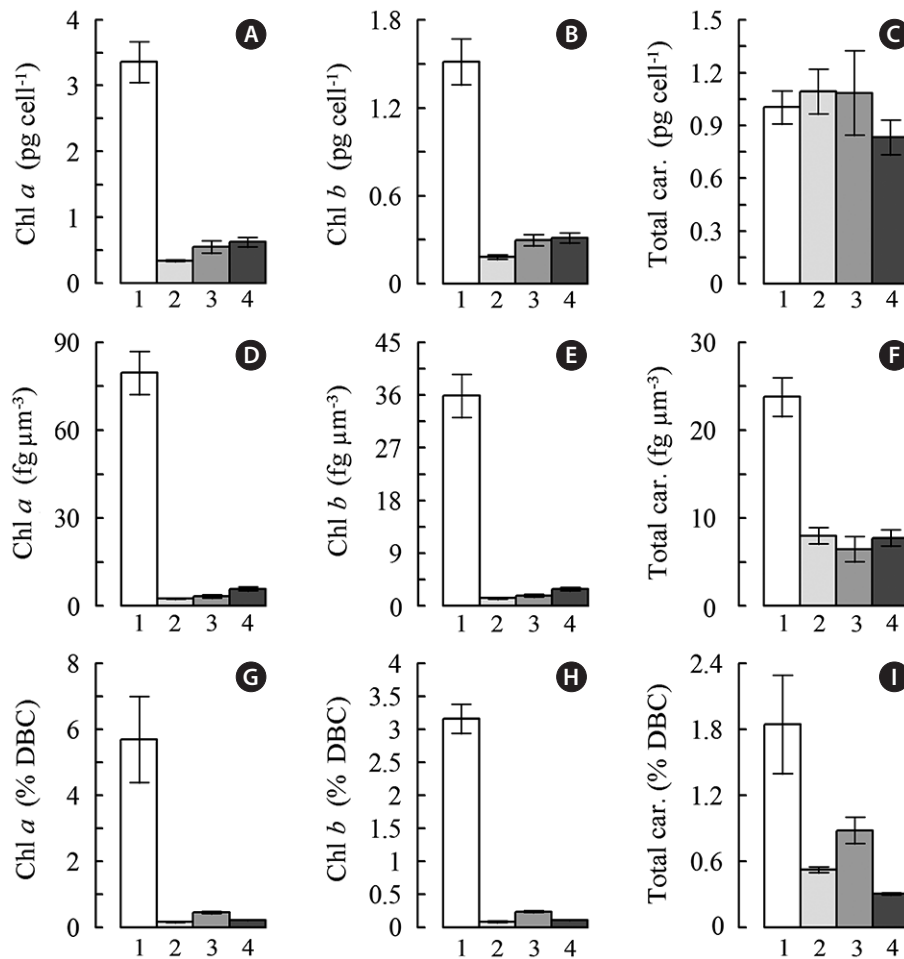 A
Chl a (pg cell⁻¹)
4
3
2
1
0
1 2 3 4
B
Chl b (pg cell⁻¹)
1.8
1.2
0.6
0
1 2 3 4
C
Total car. (pg cell⁻¹)
1.5
1.2
0.9
0.6
0.3
0
1 2 3 4
D
Chl a (fg μm⁻³)
90
60
30
0
1 2 3 4
E
Chl b (fg μm⁻³)
45
36
27
18
9
0
1 2 3 4
F
Total car. (fg μm⁻³)
30
20
10
0
1 2 3 4
G
Chl a (% DBC)
8
6
4
2
0
1 2 3 4
H
Chl b (% DBC)
4
3.5
3
2.5
2
1.5
1
0.5
0
1 2 3 4
I
Total car. (% DBC)
2.4
1.8
1.2
0.6
0
1 2 3 4